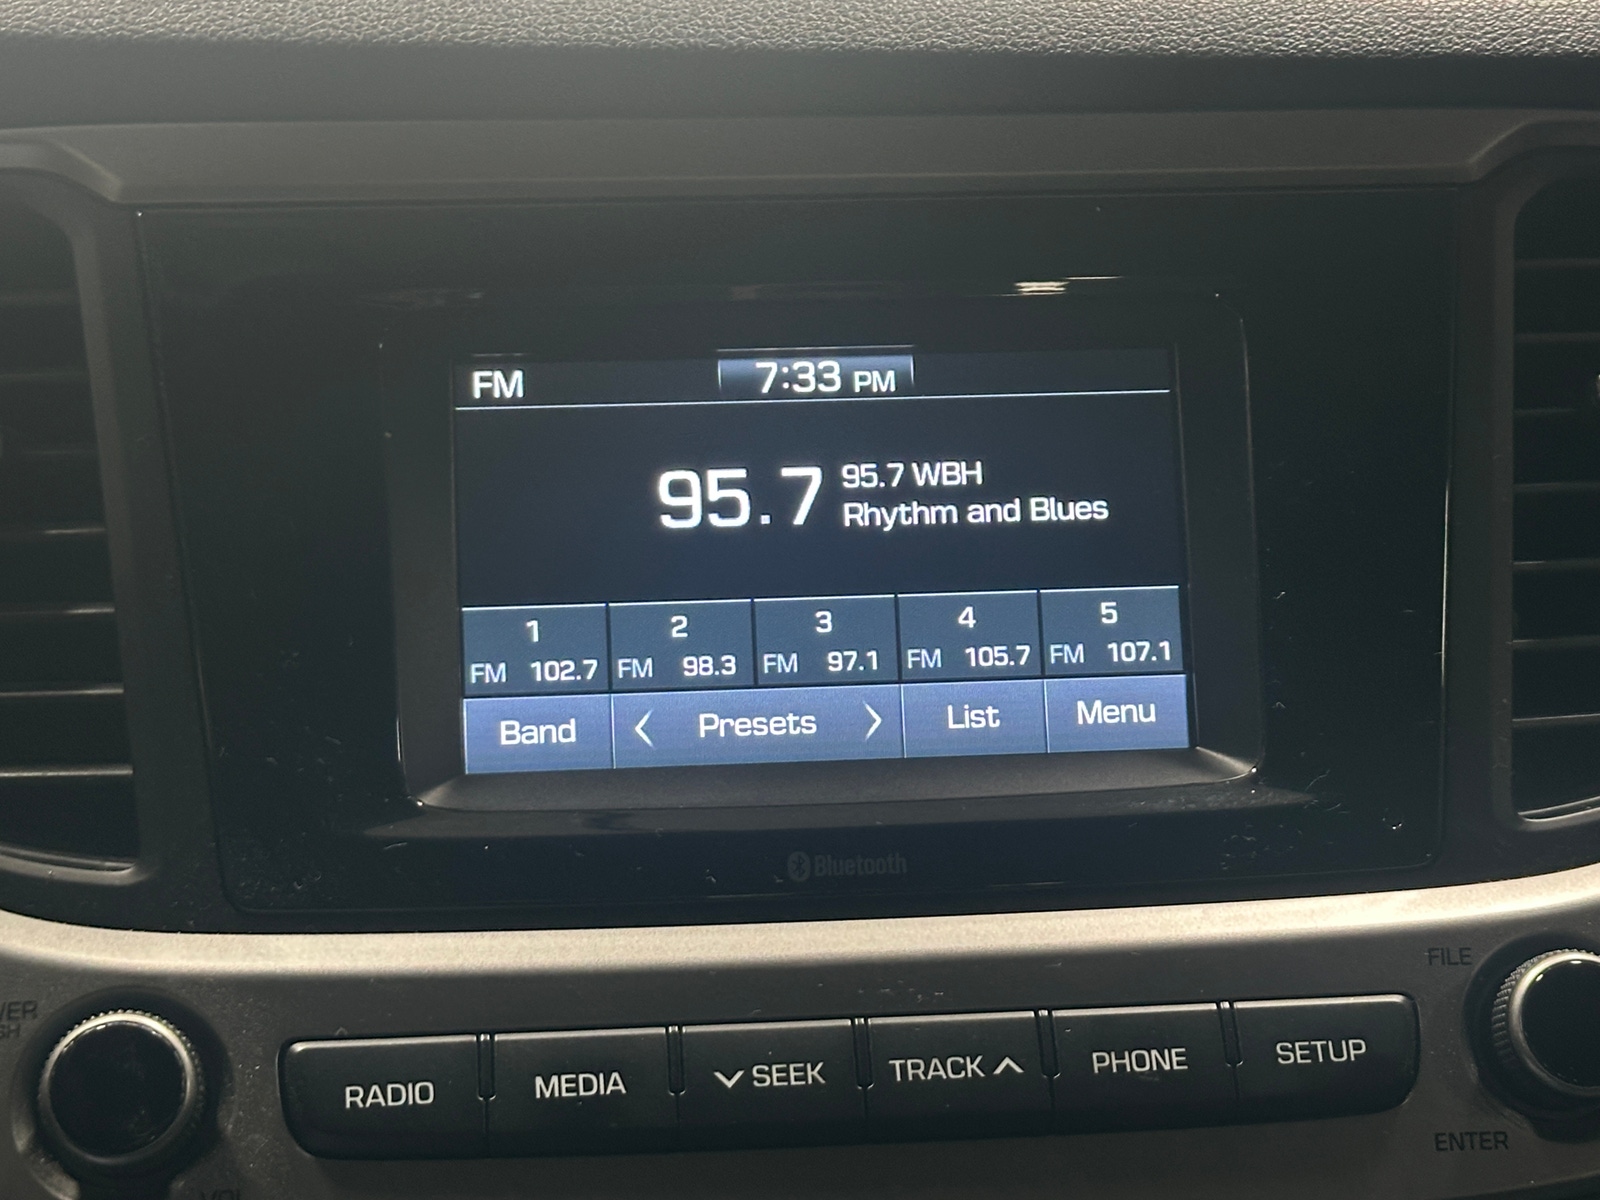 FM 7:33 PM
95.7 95.7 WBH
Rhythm and Blues
1 2 3 4 5
FM 102.7 FM 98.3 FM 97.1 FM 105.7 FM 107.1
Band < Presets > List Menu
Bluetooth
FILE
RADIO MEDIA SEEK TRACK PHONE SETUP
ENTER